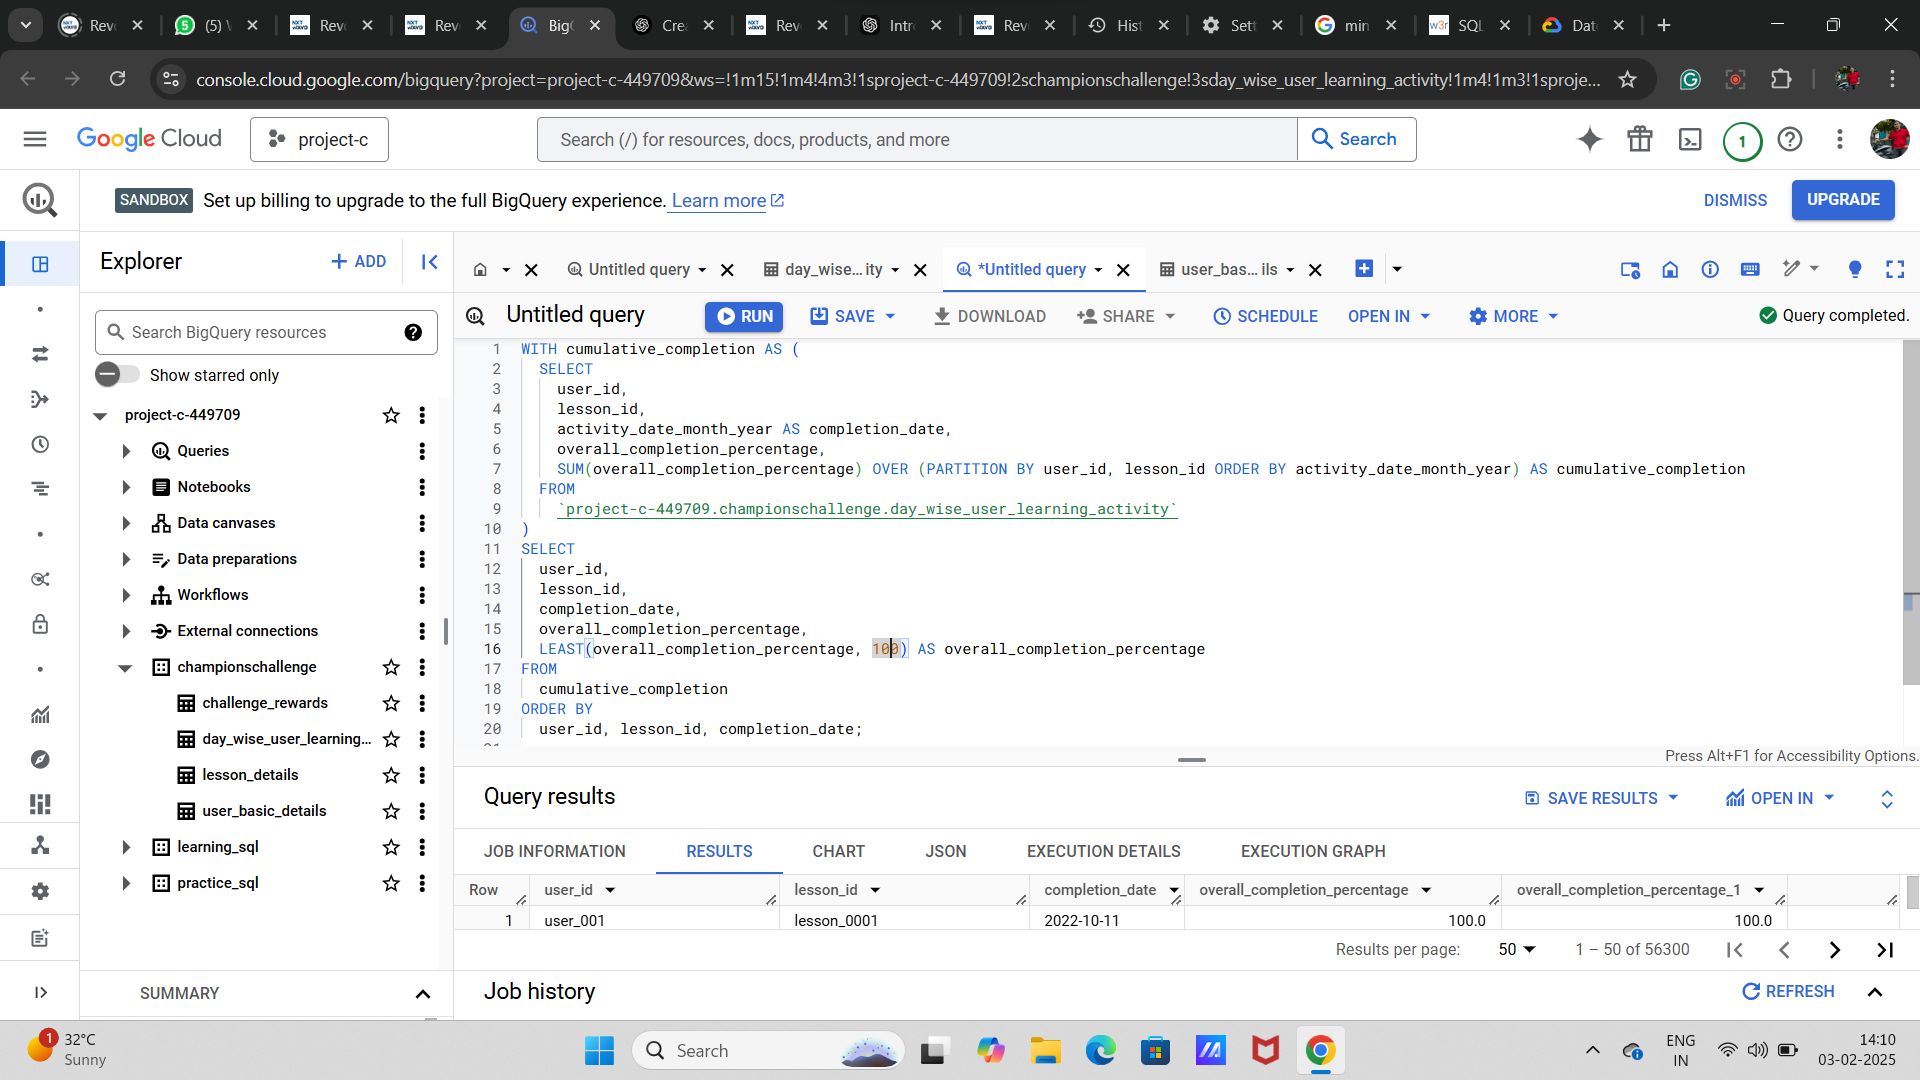 Rev
(5) \
Rev
Rev
Big
Crea
Rev
Intr
Rev
Hist
Sett
min
w3r SQL
Dat
console.cloud.google.com/bigquery?project=project-c-449709&ws=!1m15!1m4!4m3!1sproject-c-449709!2schampionschallenge!3sday_wise_user_learning_activity!1m4!1m3!1sproje...
Google Cloud
project-c
Search (/) for resources, docs, products, and more
Search
1
SANDBOX Set up billing to upgrade to the full BigQuery experience. Learn more
DISMISS
UPGRADE
Explorer
+ ADD
Untitled query
day_wise...ity
*Untitled query
user_bas... ils
Search BigQuery resources
Show starred only
project-c-449709
Queries
Notebooks
Data canvases
Data preparations
Workflows
External connections
championschallenge
challenge_rewards
day_wise_user_learning...
lesson_details
user_basic_details
learning_sql
practice_sql
SUMMARY
Untitled query
RUN
SAVE
DOWNLOAD
SHARE
SCHEDULE
OPEN IN
MORE
Query completed.
1 WITH cumulative_completion AS (
2 SELECT
3 user_id,
4 lesson_id,
5 activity_date_month_year AS completion_date,
6 overall_completion_percentage,
7 SUM(overall_completion_percentage) OVER (PARTITION BY user_id, lesson_id ORDER BY activity_date_month_year) AS cumulative_completion
8 FROM
9 `project-c-449709.championschallenge.day_wise_user_learning_activity`
10 )
11 SELECT
12 user_id,
13 lesson_id,
14 completion_date,
15 overall_completion_percentage,
16 LEAST(overall_completion_percentage, 100) AS overall_completion_percentage
17 FROM
18 cumulative_completion
19 ORDER BY
20 user_id, lesson_id, completion_date;
Press Alt+F1 for Accessibility Options.
Query results
SAVE RESULTS
OPEN IN
JOB INFORMATION
RESULTS
CHART
JSON
EXECUTION DETAILS
EXECUTION GRAPH
Row user_id lesson_id completion_date overall_completion_percentage overall_completion_percentage_1
1 user_001 lesson_0001 2022-10-11 100.0 100.0
Results per page: 50 1 – 50 of 56300
Job history
REFRESH
1
32°C
Sunny
Search
ENG
IN
14:10
03-02-2025